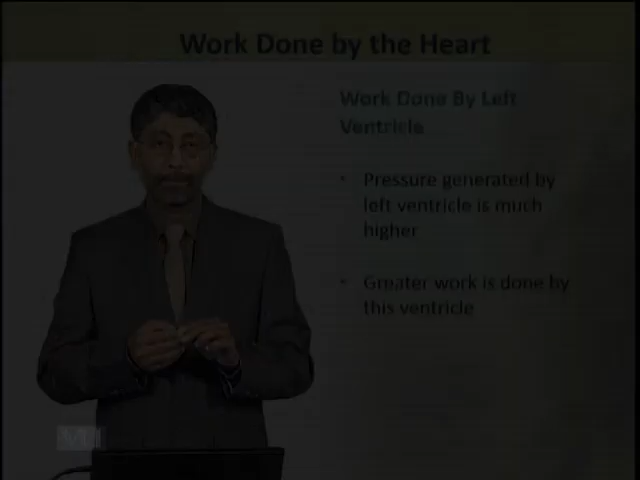 Work Done by the Heart
Work Done By Left
Ventricle
• Pressure generated by
left ventricle is much
higher
• Greater work is done by
this ventricle